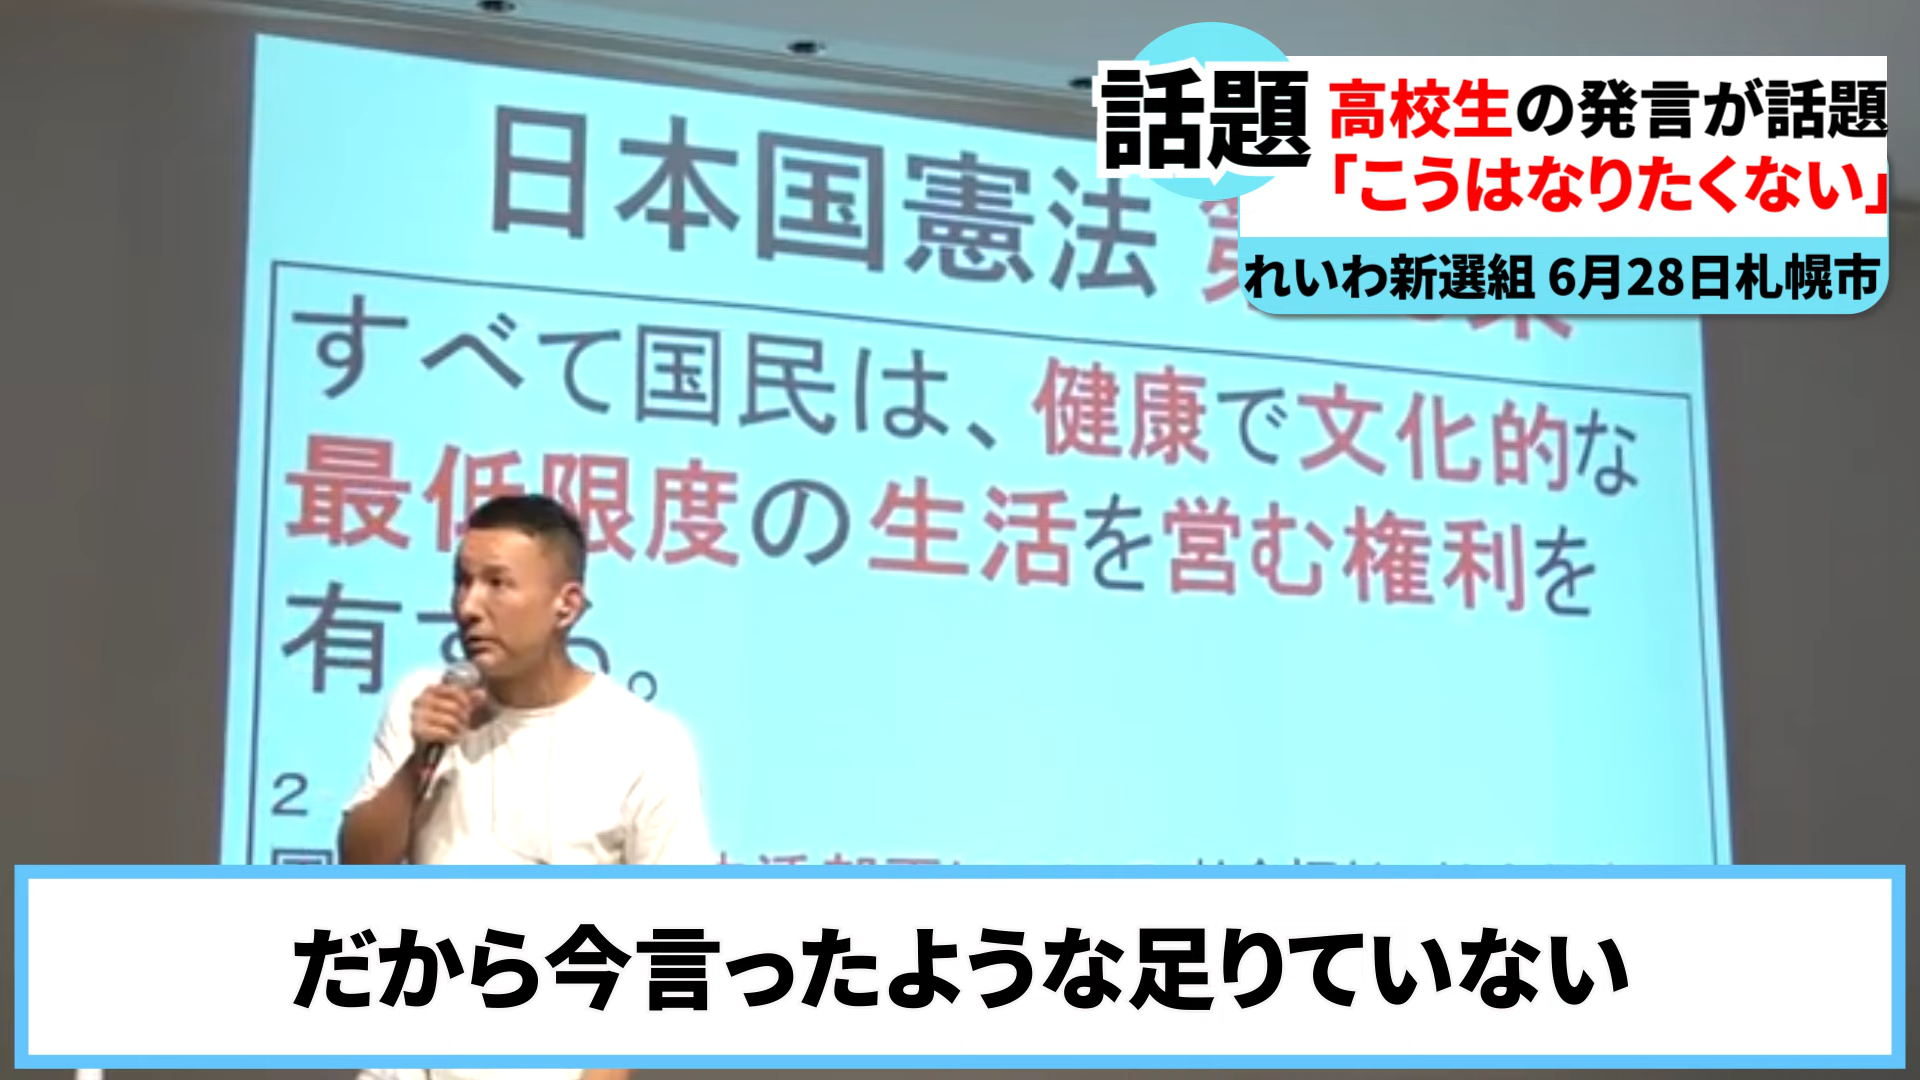 話題
高校生の発言が話題
「こうはなりたくない」
れいわ新選組 6月28日札幌市
日本国憲法
すべて国民は、健康で文化的な
最低限度の生活を営む権利を
有する。
2
だから今言ったような足りていない